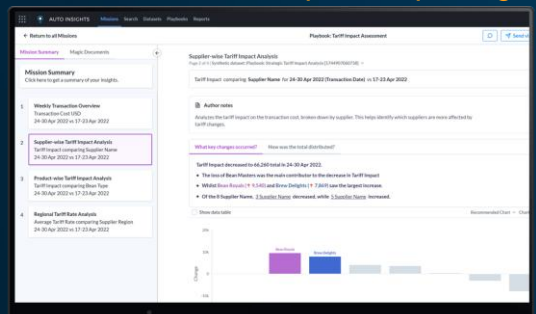 AUTO INSIGHTS Missions Search Datasets Playbooks Reports
Return to all Missions
Playbook: Tariff Impact Assessment
Mission Summary Magic Documents
Mission Summary
Click here to get a summary of your insights.
1 Weekly Transaction Overview
Transaction Cost USD
24-30 Apr 2022 vs 17-23 Apr 2022
2 Supplier-wise Tariff Impact Analysis
Tariff Impact comparing Supplier Name
24-30 Apr 2022 vs 17-23 Apr 2022
3 Product-wise Tariff Impact Analysis
Tariff Impact comparing Bean Type
24-30 Apr 2022 vs 17-23 Apr 2022
4 Regional Tariff Rate Analysis
Average Tariff Rate comparing Supplier Region
24-30 Apr 2022 vs 17-23 Apr 2022
Supplier-wise Tariff Impact Analysis
Tariff Impact comparing Supplier Name for 24-30 Apr 2022 (Transaction Date) vs 17-23 Apr 2022
Author notes
Analyzes the tariff impact on the transaction cost, broken down by supplier. This helps identify which suppliers are more affected by
tariff changes.
What key changes occurred? How was the total distributed?
Tariff Impact decreased to 66,260 total in 24-30 Apr 2022.
• The loss of Bean Masters was the main contributor to the decrease in Tariff Impact
• Whilst Bean Royals (↑ 9,540) and Brew Delights (↑ 7,869) saw the largest increase.
• Of the 8 Supplier Name, 3 Supplier Name decreased, while 5 Supplier Name increased.
Show data table
Recommended Chart
Bean Royals Brew Delights
Change
0